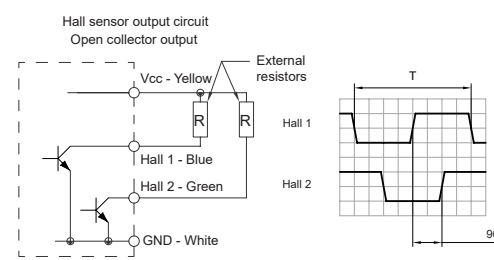 Hall sensor output circuit
Open collector output
Vcc - Yellow
External
resistors
R
R
Hall 1 - Blue
Hall 2 - Green
GND - White
T
Hall 1
Hall 2
90